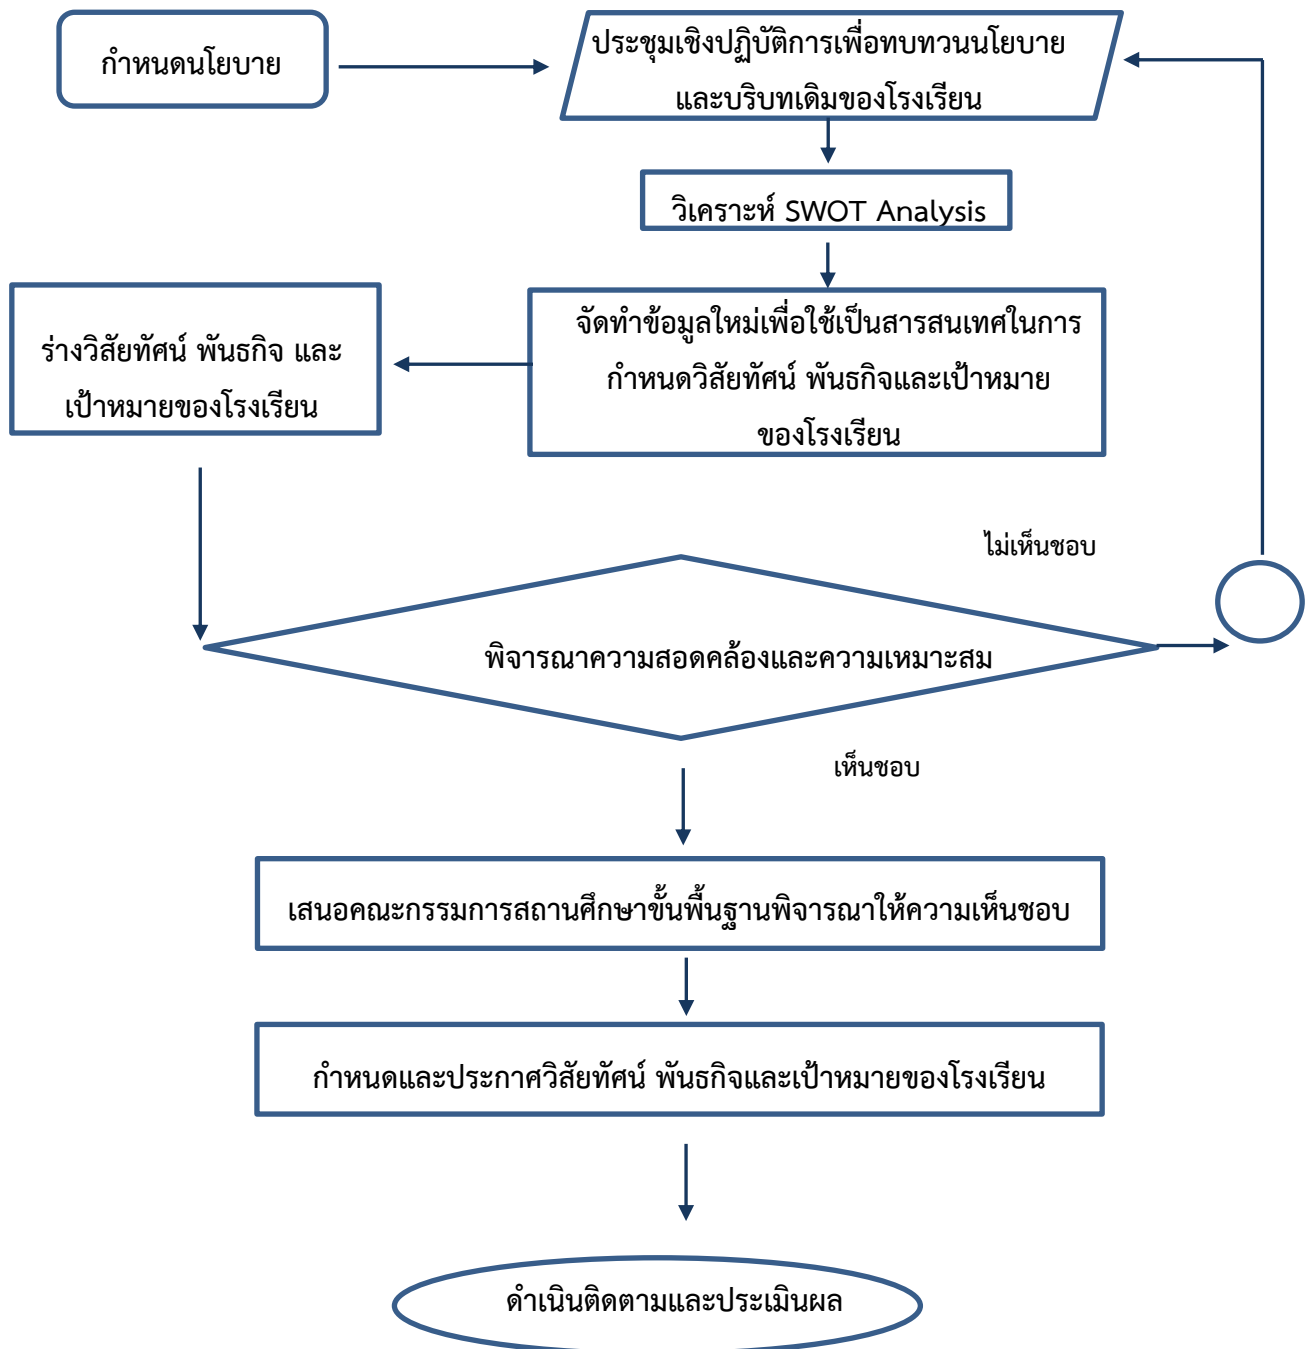 กำหนดนโยบาย
ประชุมเชิงปฏิบัติการเพื่อทบทวนนโยบาย
และบริบทเดิมของโรงเรียน
วิเคราะห์ SWOT Analysis
จัดทำข้อมูลใหม่เพื่อใช้เป็นสารสนเทศในการ
กำหนดวิสัยทัศน์ พันธกิจและเป้าหมาย
ของโรงเรียน
ร่างวิสัยทัศน์ พันธกิจ และ
เป้าหมายของโรงเรียน
ไม่เห็นชอบ
พิจารณาความสอดคล้องและความเหมาะสม
เห็นชอบ
เสนอคณะกรรมการสถานศึกษาขั้นพื้นฐานพิจารณาให้ความเห็นชอบ
กำหนดและประกาศวิสัยทัศน์ พันธกิจและเป้าหมายของโรงเรียน
ดำเนินติดตามและประเมินผล